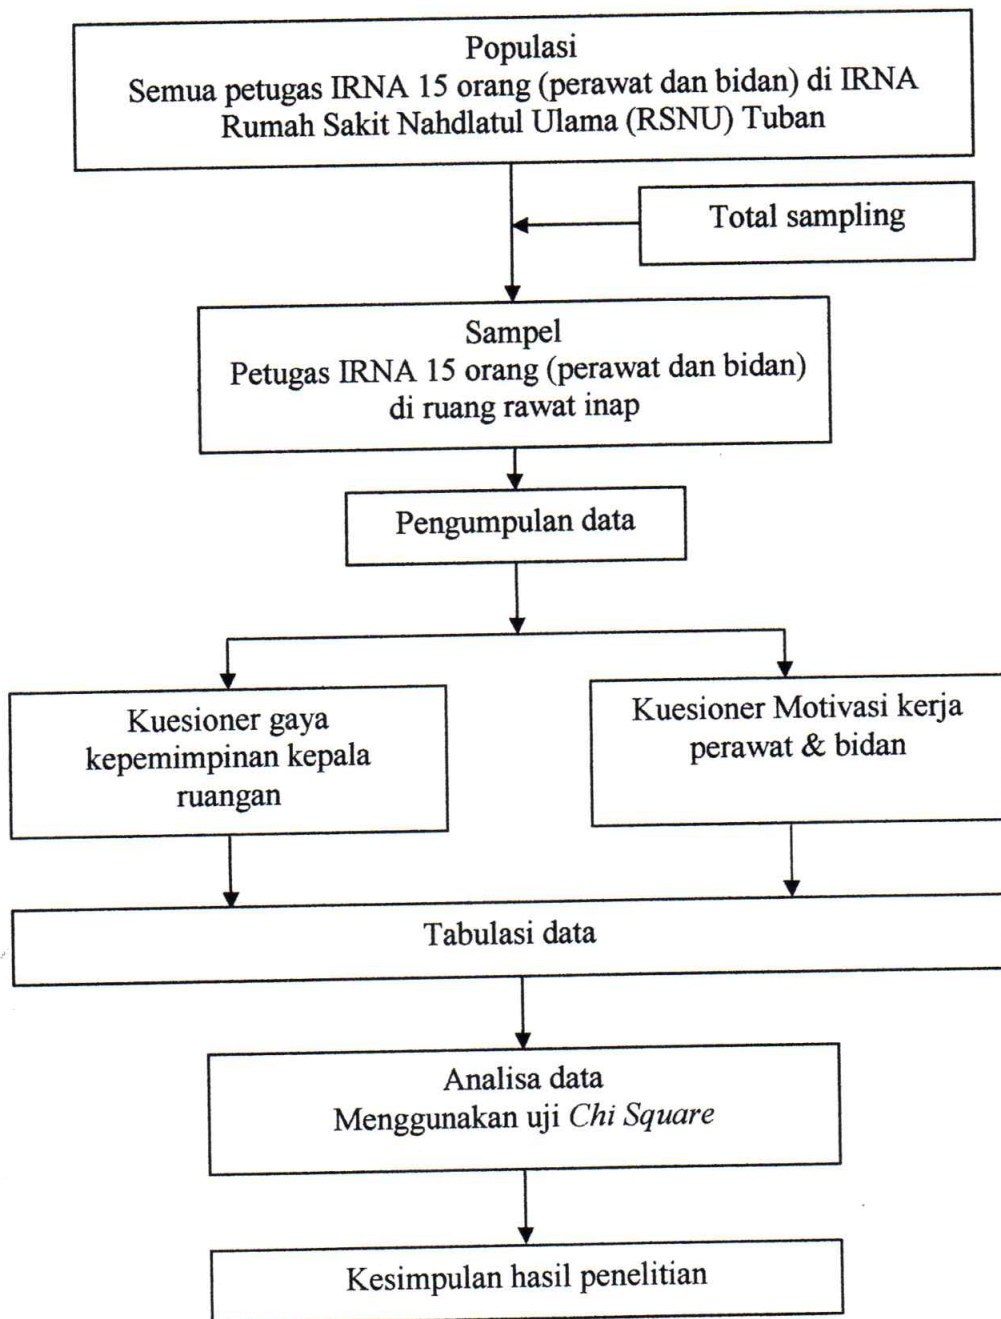 Populasi
Semua petugas IRNA 15 orang (perawat dan bidan) di IRNA
Rumah Sakit Nahdlatul Ulama (RSNU) Tuban
Total sampling
Sampel
Petugas IRNA 15 orang (perawat dan bidan)
di ruang rawat inap
Pengumpulan data
Kuesioner gaya
kepemimpinan kepala
ruangan
Kuesioner Motivasi kerja
perawat & bidan
Tabulasi data
Analisa data
Menggunakan uji Chi Square
Kesimpulan hasil penelitian